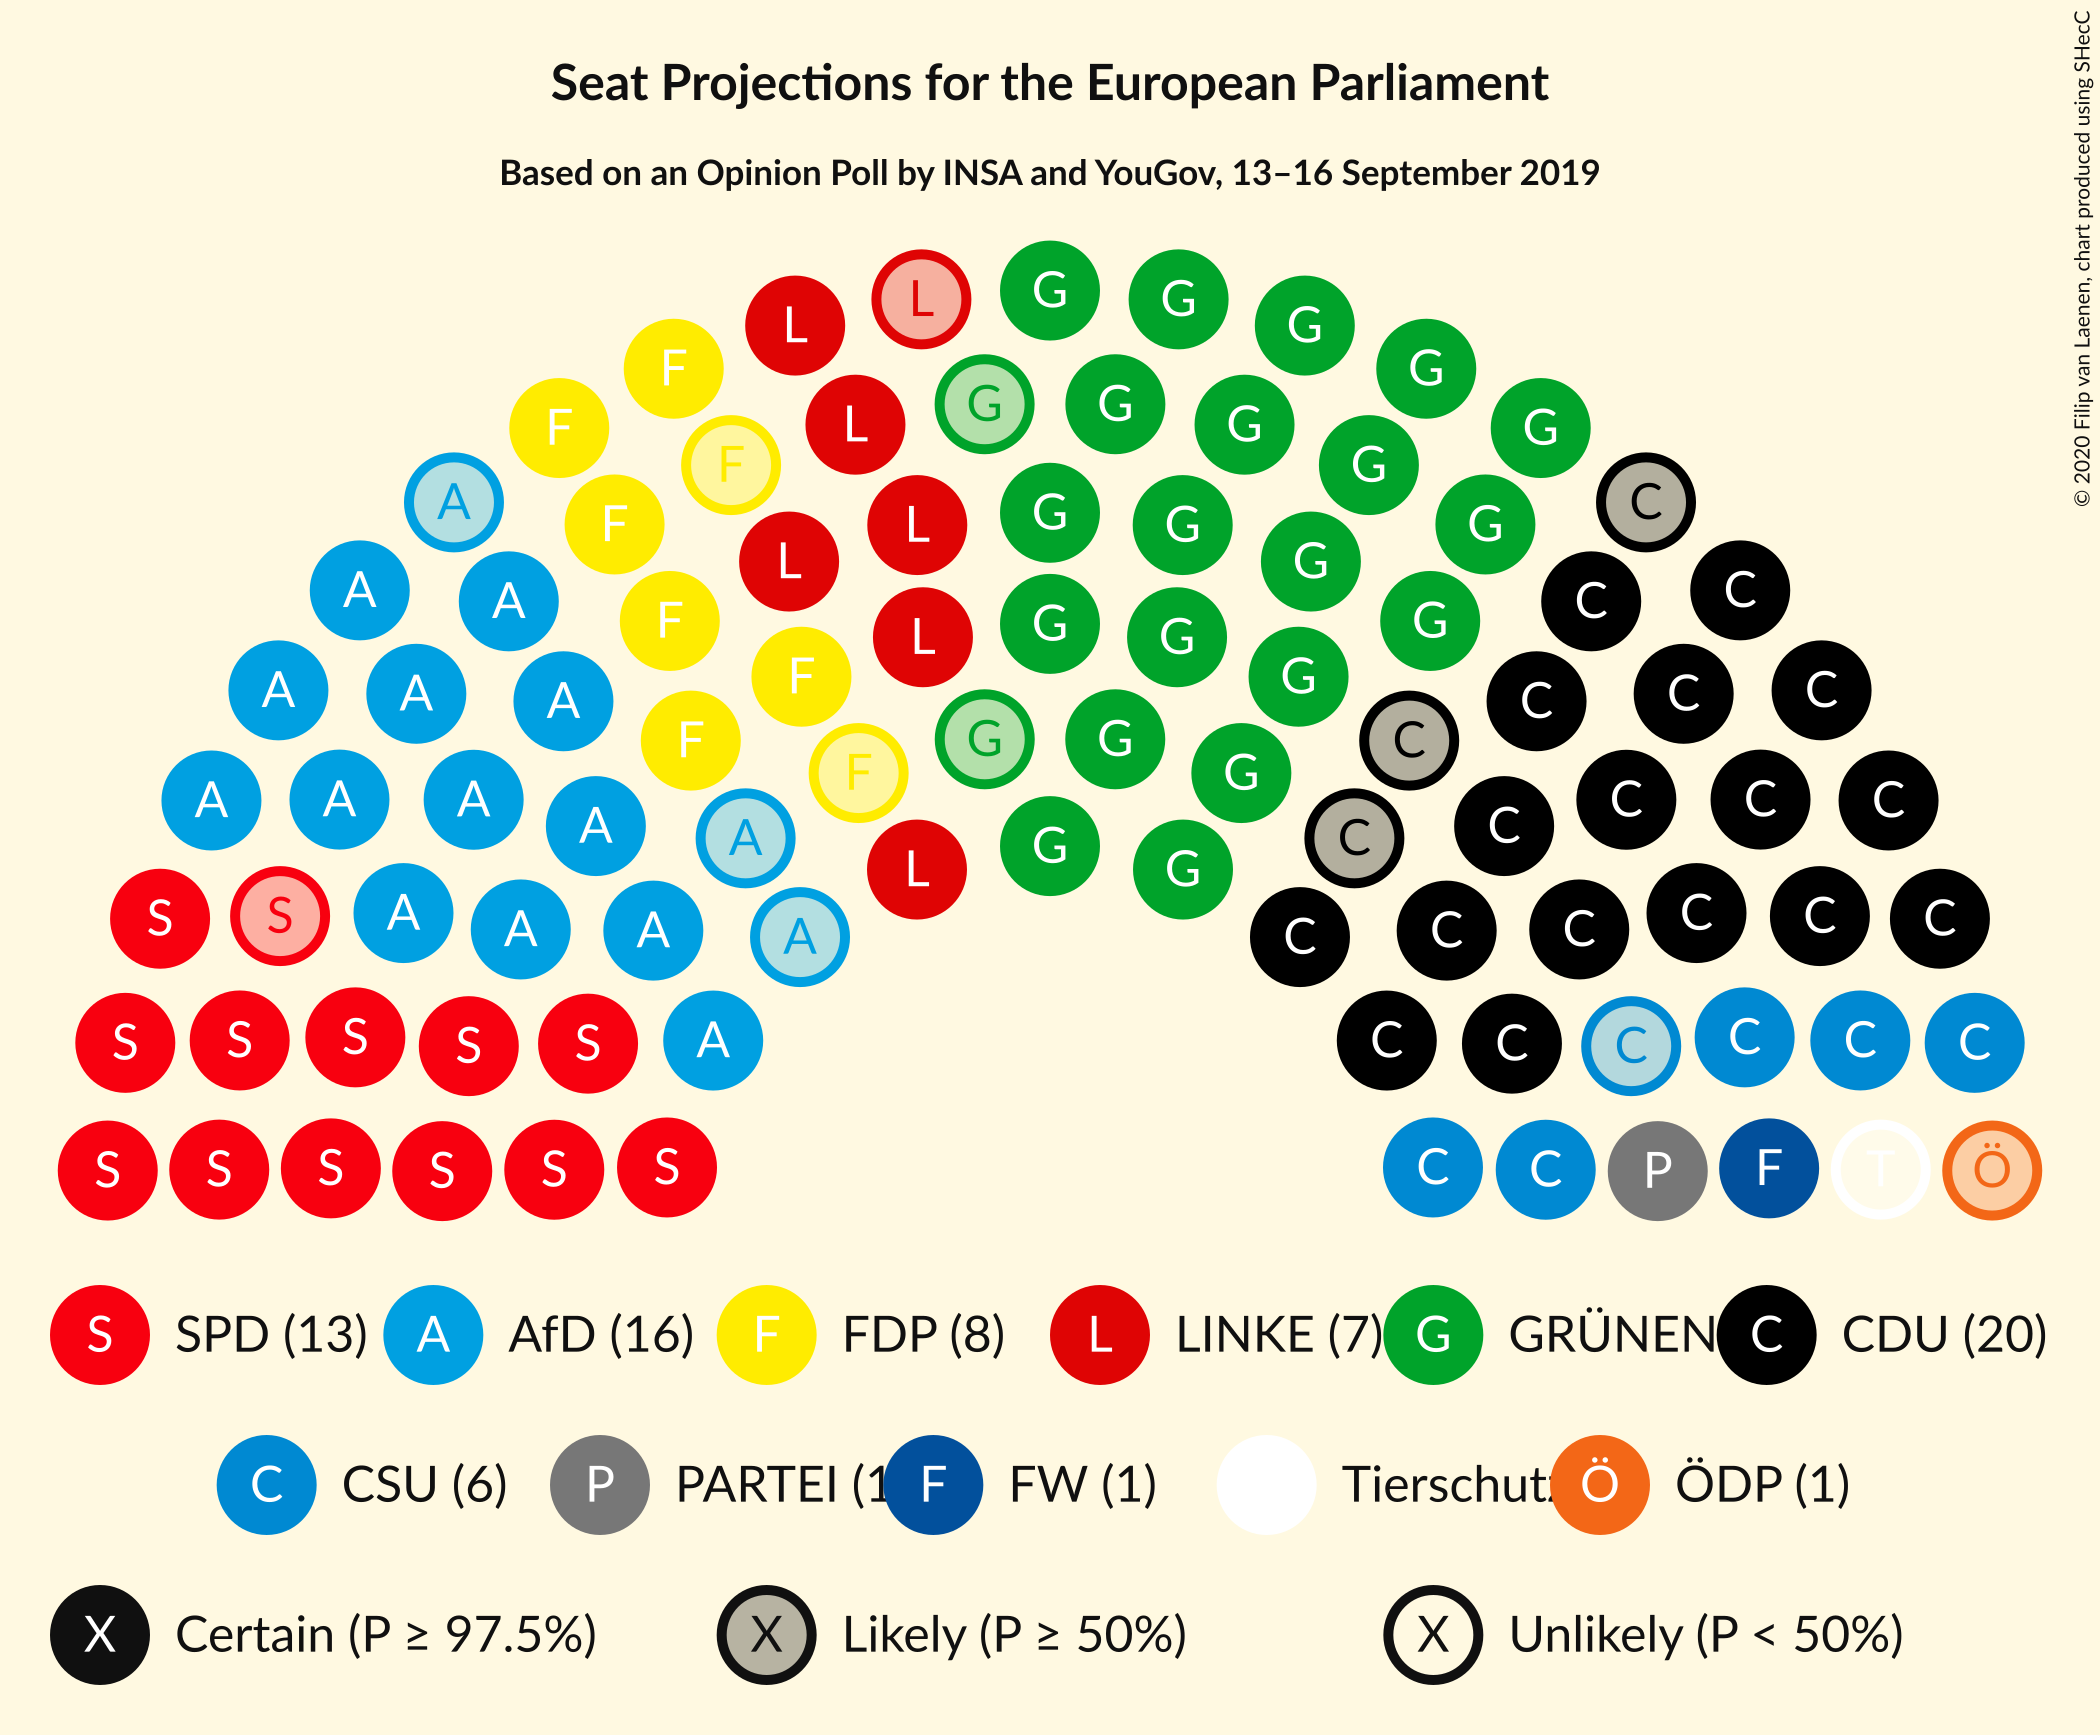 Seat Projections for the European Parliament
Based on an Opinion Poll by INSA and YouGov, 13–16 September 2019
© 2020 Filip van Laenen, chart produced using SHecC
L G G G
L
F G
G G G
L
F G
F G
A L G G C
F L G G
L G
A A F L G G G C C
F G
A A A F G C C C
F G G
F G C
A A A A A F L G G C C C C C
S S A A A A C C C C C C
S S S S S A C C C C C C
S S S S S S C C P F T Ö
S SPD (13) A AfD (16) F FDP (8) L LINKE (7) G GRÜNEN C CDU (20)
C CSU (6) P PARTEI (1 F FW (1) Tierschutz Ö ÖDP (1)
X Certain (P ≥ 97.5%) X Likely (P ≥ 50%) X Unlikely (P < 50%)